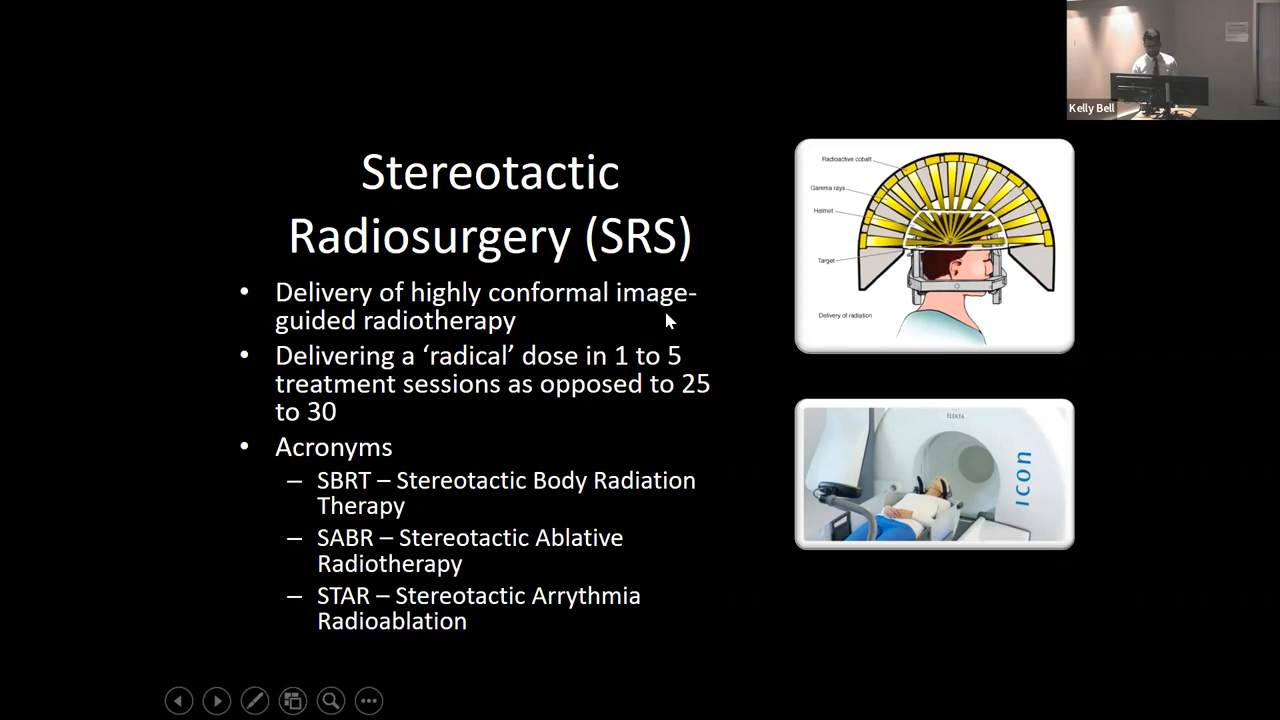 Kelly Bell
Stereotactic
Radiosurgery (SRS)
• Delivery of highly conformal image-
guided radiotherapy
• Delivering a ‘radical’ dose in 1 to 5
treatment sessions as opposed to 25
to 30
• Acronyms
– SBRT – Stereotactic Body Radiation
Therapy
– SABR – Stereotactic Ablative
Radiotherapy
– STAR – Stereotactic Arrythmia
Radioablation
Radioactive cobalt
Gamma rays
Helmet
Target
Delivery of radiation
ELEKTA
icon